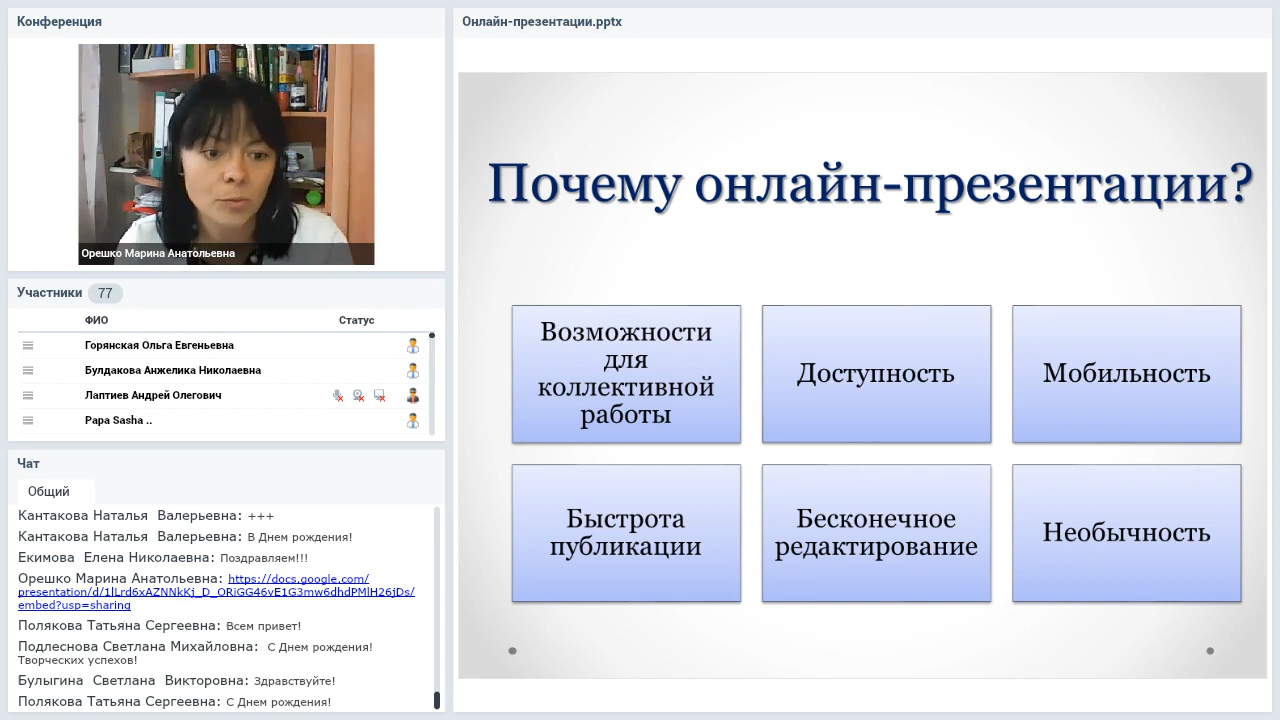 Конференция
Орешко Марина Анатольевна
Участники 77
ФИО Статус
Горянская Ольга Евгеньевна
Булдакова Анжелика Николаевна
Лаптиев Андрей Олегович
Papa Sasha ..
Чат
Общий
Кантакова Наталья Валерьевна: +++
Кантакова Наталья Валерьевна: В Днем рождения!
Екимова Елена Николаевна: Поздравляем!!!
Орешко Марина Анатольевна: https://docs.google.com/
presentation/d/1lLrd6xAZNNkKj_D_ORiGG46vE1G3mw6dhdPMlH26jDs/
embed?usp=sharing
Полякова Татьяна Сергеевна: Всем привет!
Подлеснова Светлана Михайловна: С Днем рождения!
Творческих успехов!
Булыгина Светлана Викторовна: Здравствуйте!
Полякова Татьяна Сергеевна: С Днем рождения!
Онлайн-презентации.pptx
Почему онлайн-презентации?
Возможности
для
коллективной
работы
Доступность
Мобильность
Быстрота
публикации
Бесконечное
редактирование
Необычность